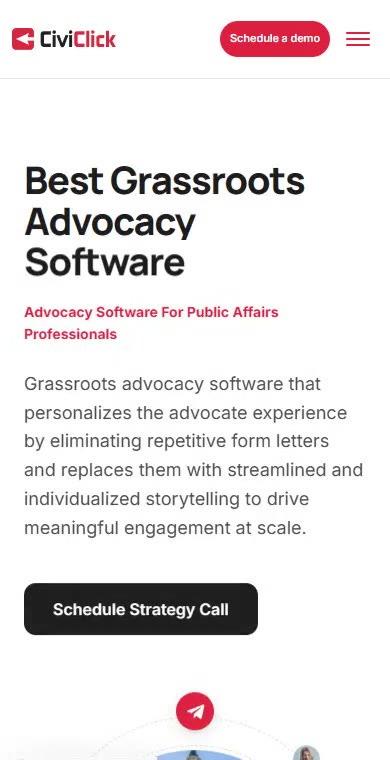 CiviClick
Schedule a demo
Best Grassroots
Advocacy
Software
Advocacy Software For Public Affairs
Professionals
Grassroots advocacy software that
personalizes the advocate experience
by eliminating repetitive form letters
and replaces them with streamlined and
individualized storytelling to drive
meaningful engagement at scale.
Schedule Strategy Call